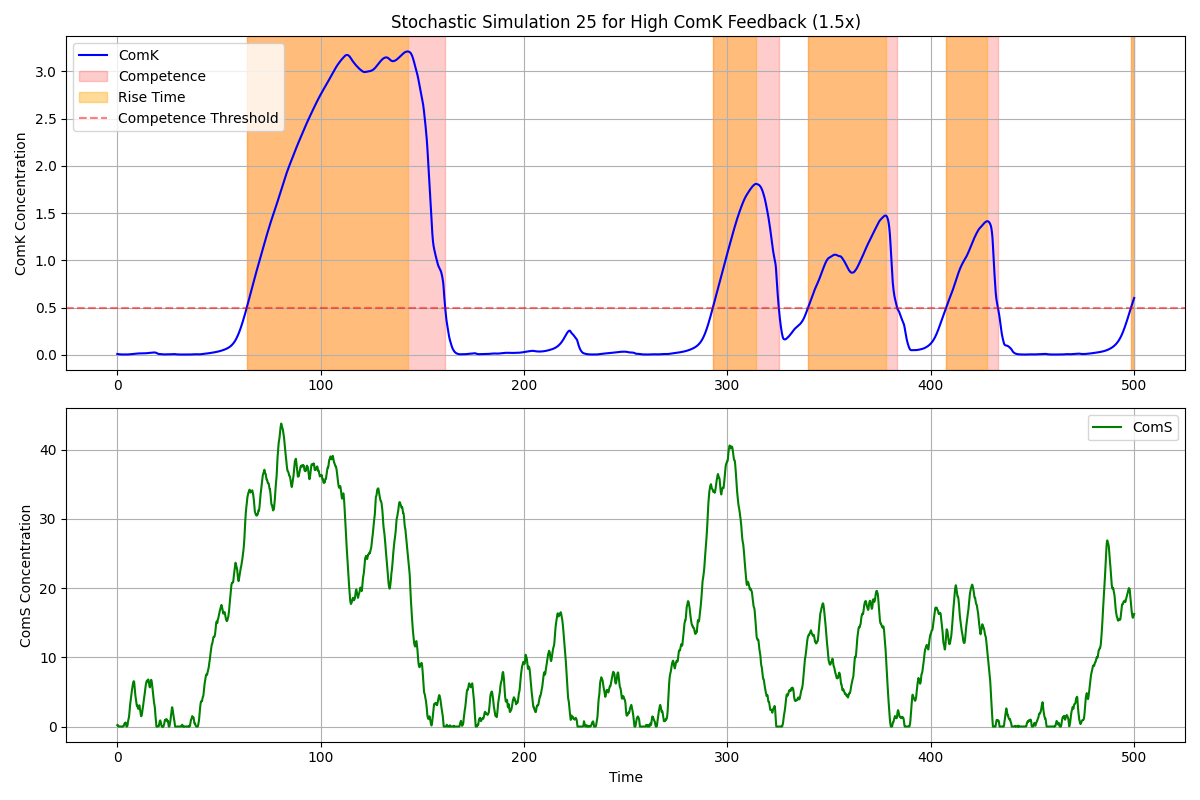 Stochastic Simulation 25 for High ComK Feedback (1.5x)
ComK Concentration
3.0
2.5
2.0
1.5
1.0
0.5
0.0
ComK
Competence
Rise Time
Competence Threshold
0 100 200 300 400 500
ComS Concentration
40
30
20
10
0
ComS
0 100 200 300 400 500
Time